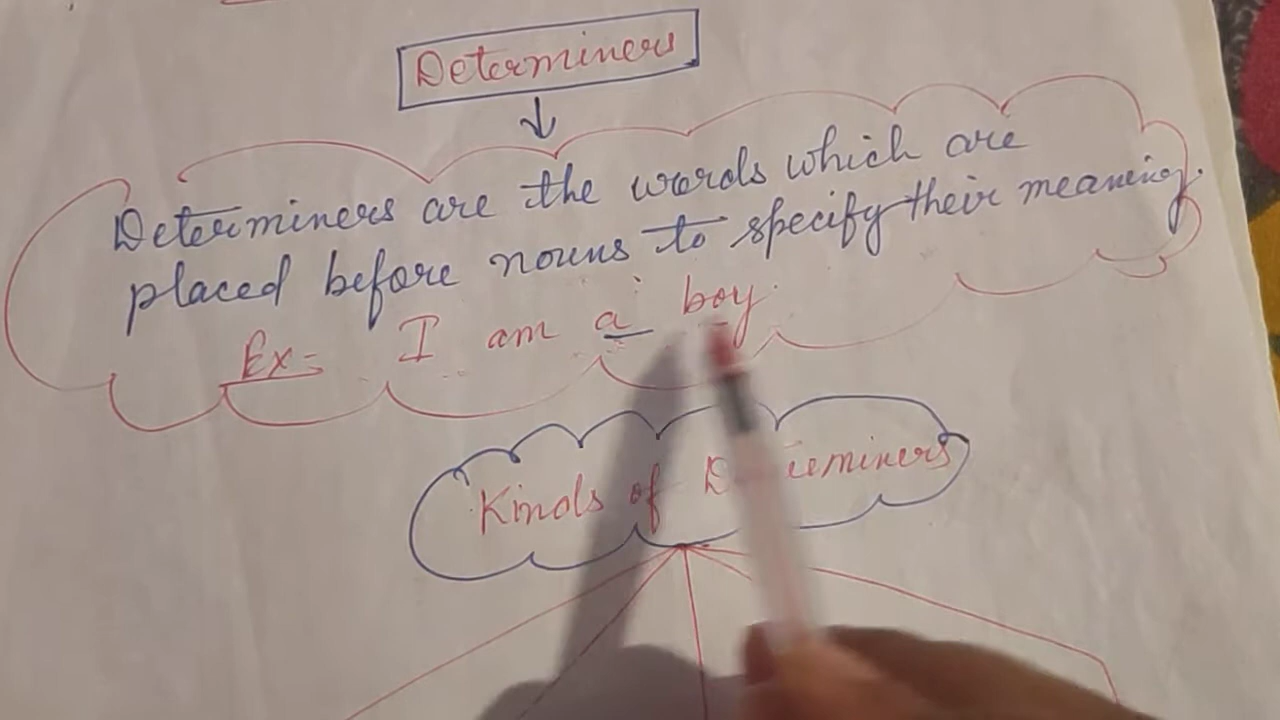 Determiners
Determiners are the words which are
placed before nouns to specify their meaning.
Ex= I am a boy.
Kinds of